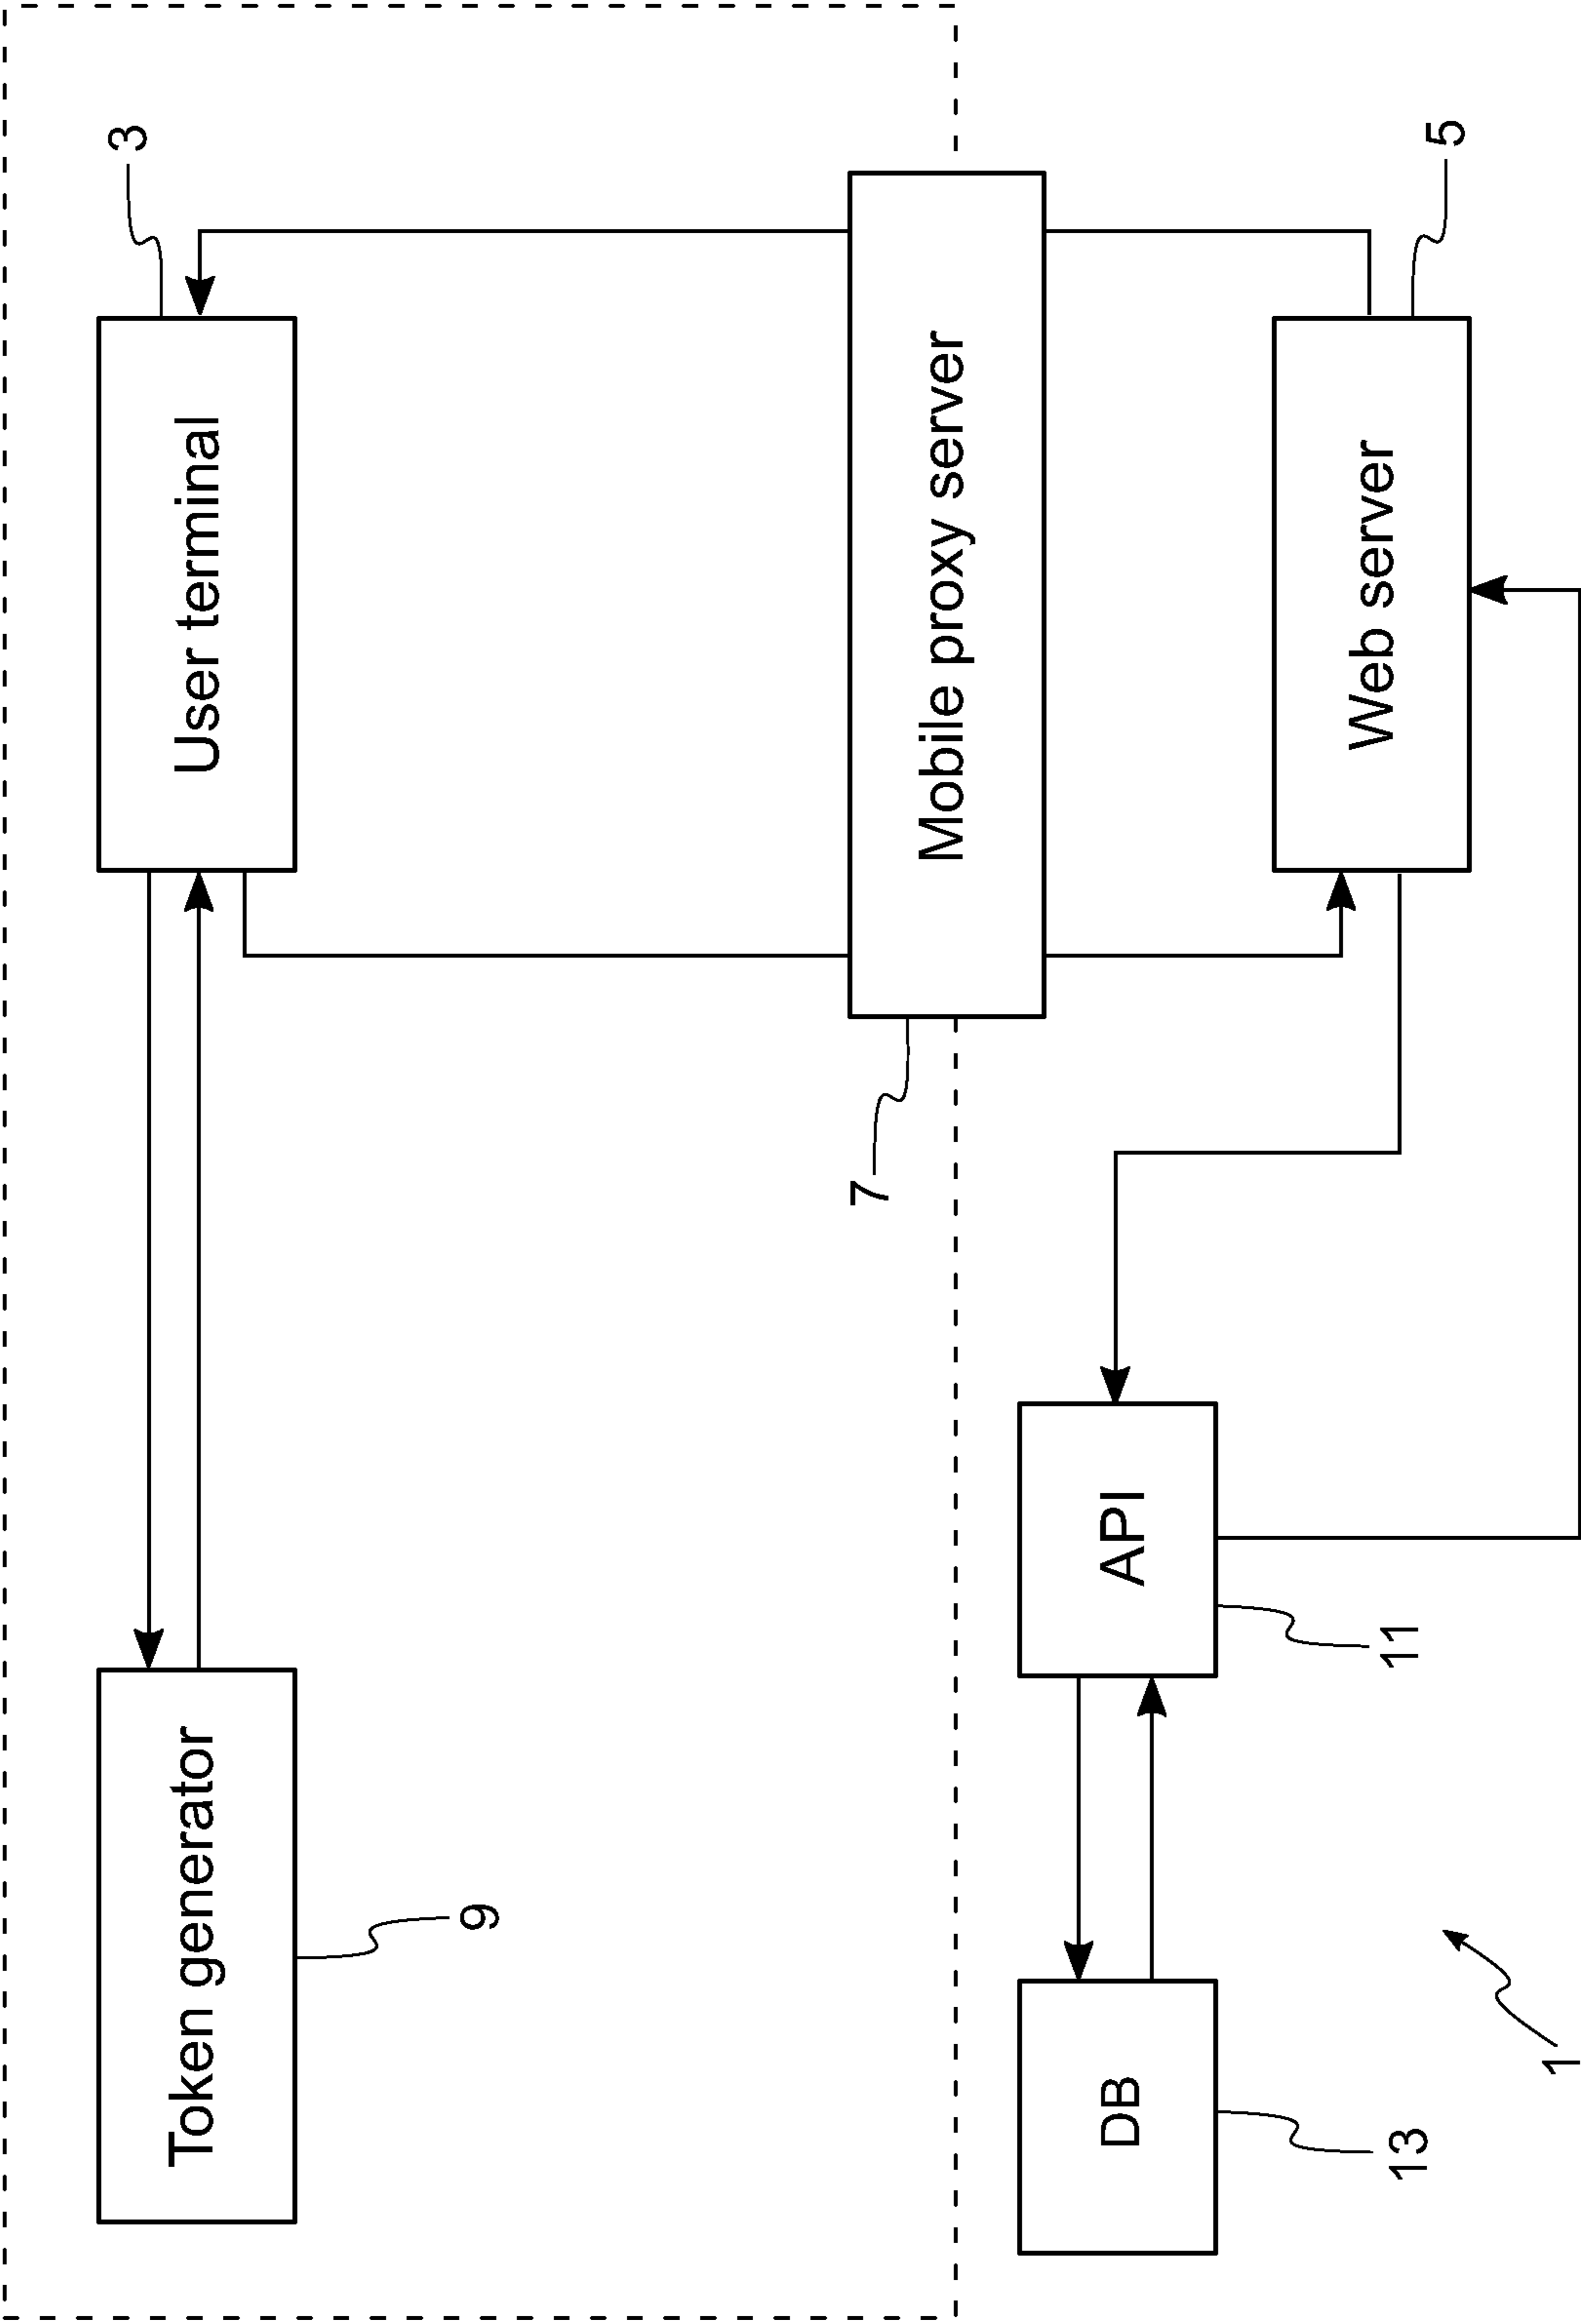 Token generator
User terminal
3
9
7
Mobile proxy server
DB
API
13
11
Web server
5
1